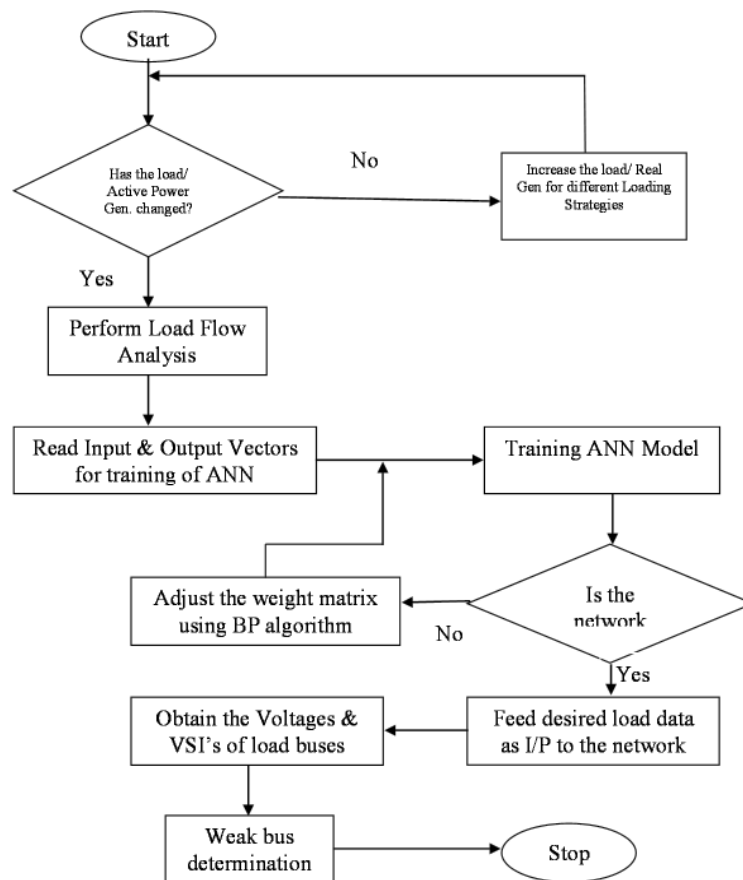 Start
Has the load/
Active Power
Gen. changed?
No
Increase the load/ Real
Gen for different Loading
Strategies
Yes
Perform Load Flow
Analysis
Read Input & Output Vectors
for training of ANN
Training ANN Model
Adjust the weight matrix
using BP algorithm
No
Is the
network
Yes
Obtain the Voltages &
VSI's of load buses
Feed desired load data
as I/P to the network
Weak bus
determination
Stop